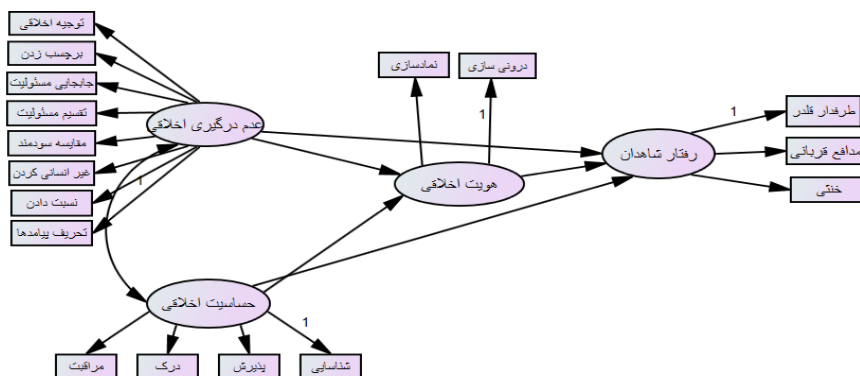 توجیه اخلاقی
برچسب زدن
جابجایی مسئولیت
تقسیم مسئولیت
مقایسه سودمند
غیر انسانی کردن
نسبت دادن
تحریف پیامدها
1
عدم درگیری اخلاقی
نمادسازی
درونی سازی
1
هویت اخلاقی
رفتار شاهدان
1
طرفدار قلدر
مدافع قربانی
خنثی
حساسیت اخلاقی
1
مراقبت
درک
پذیرش
شناسایی